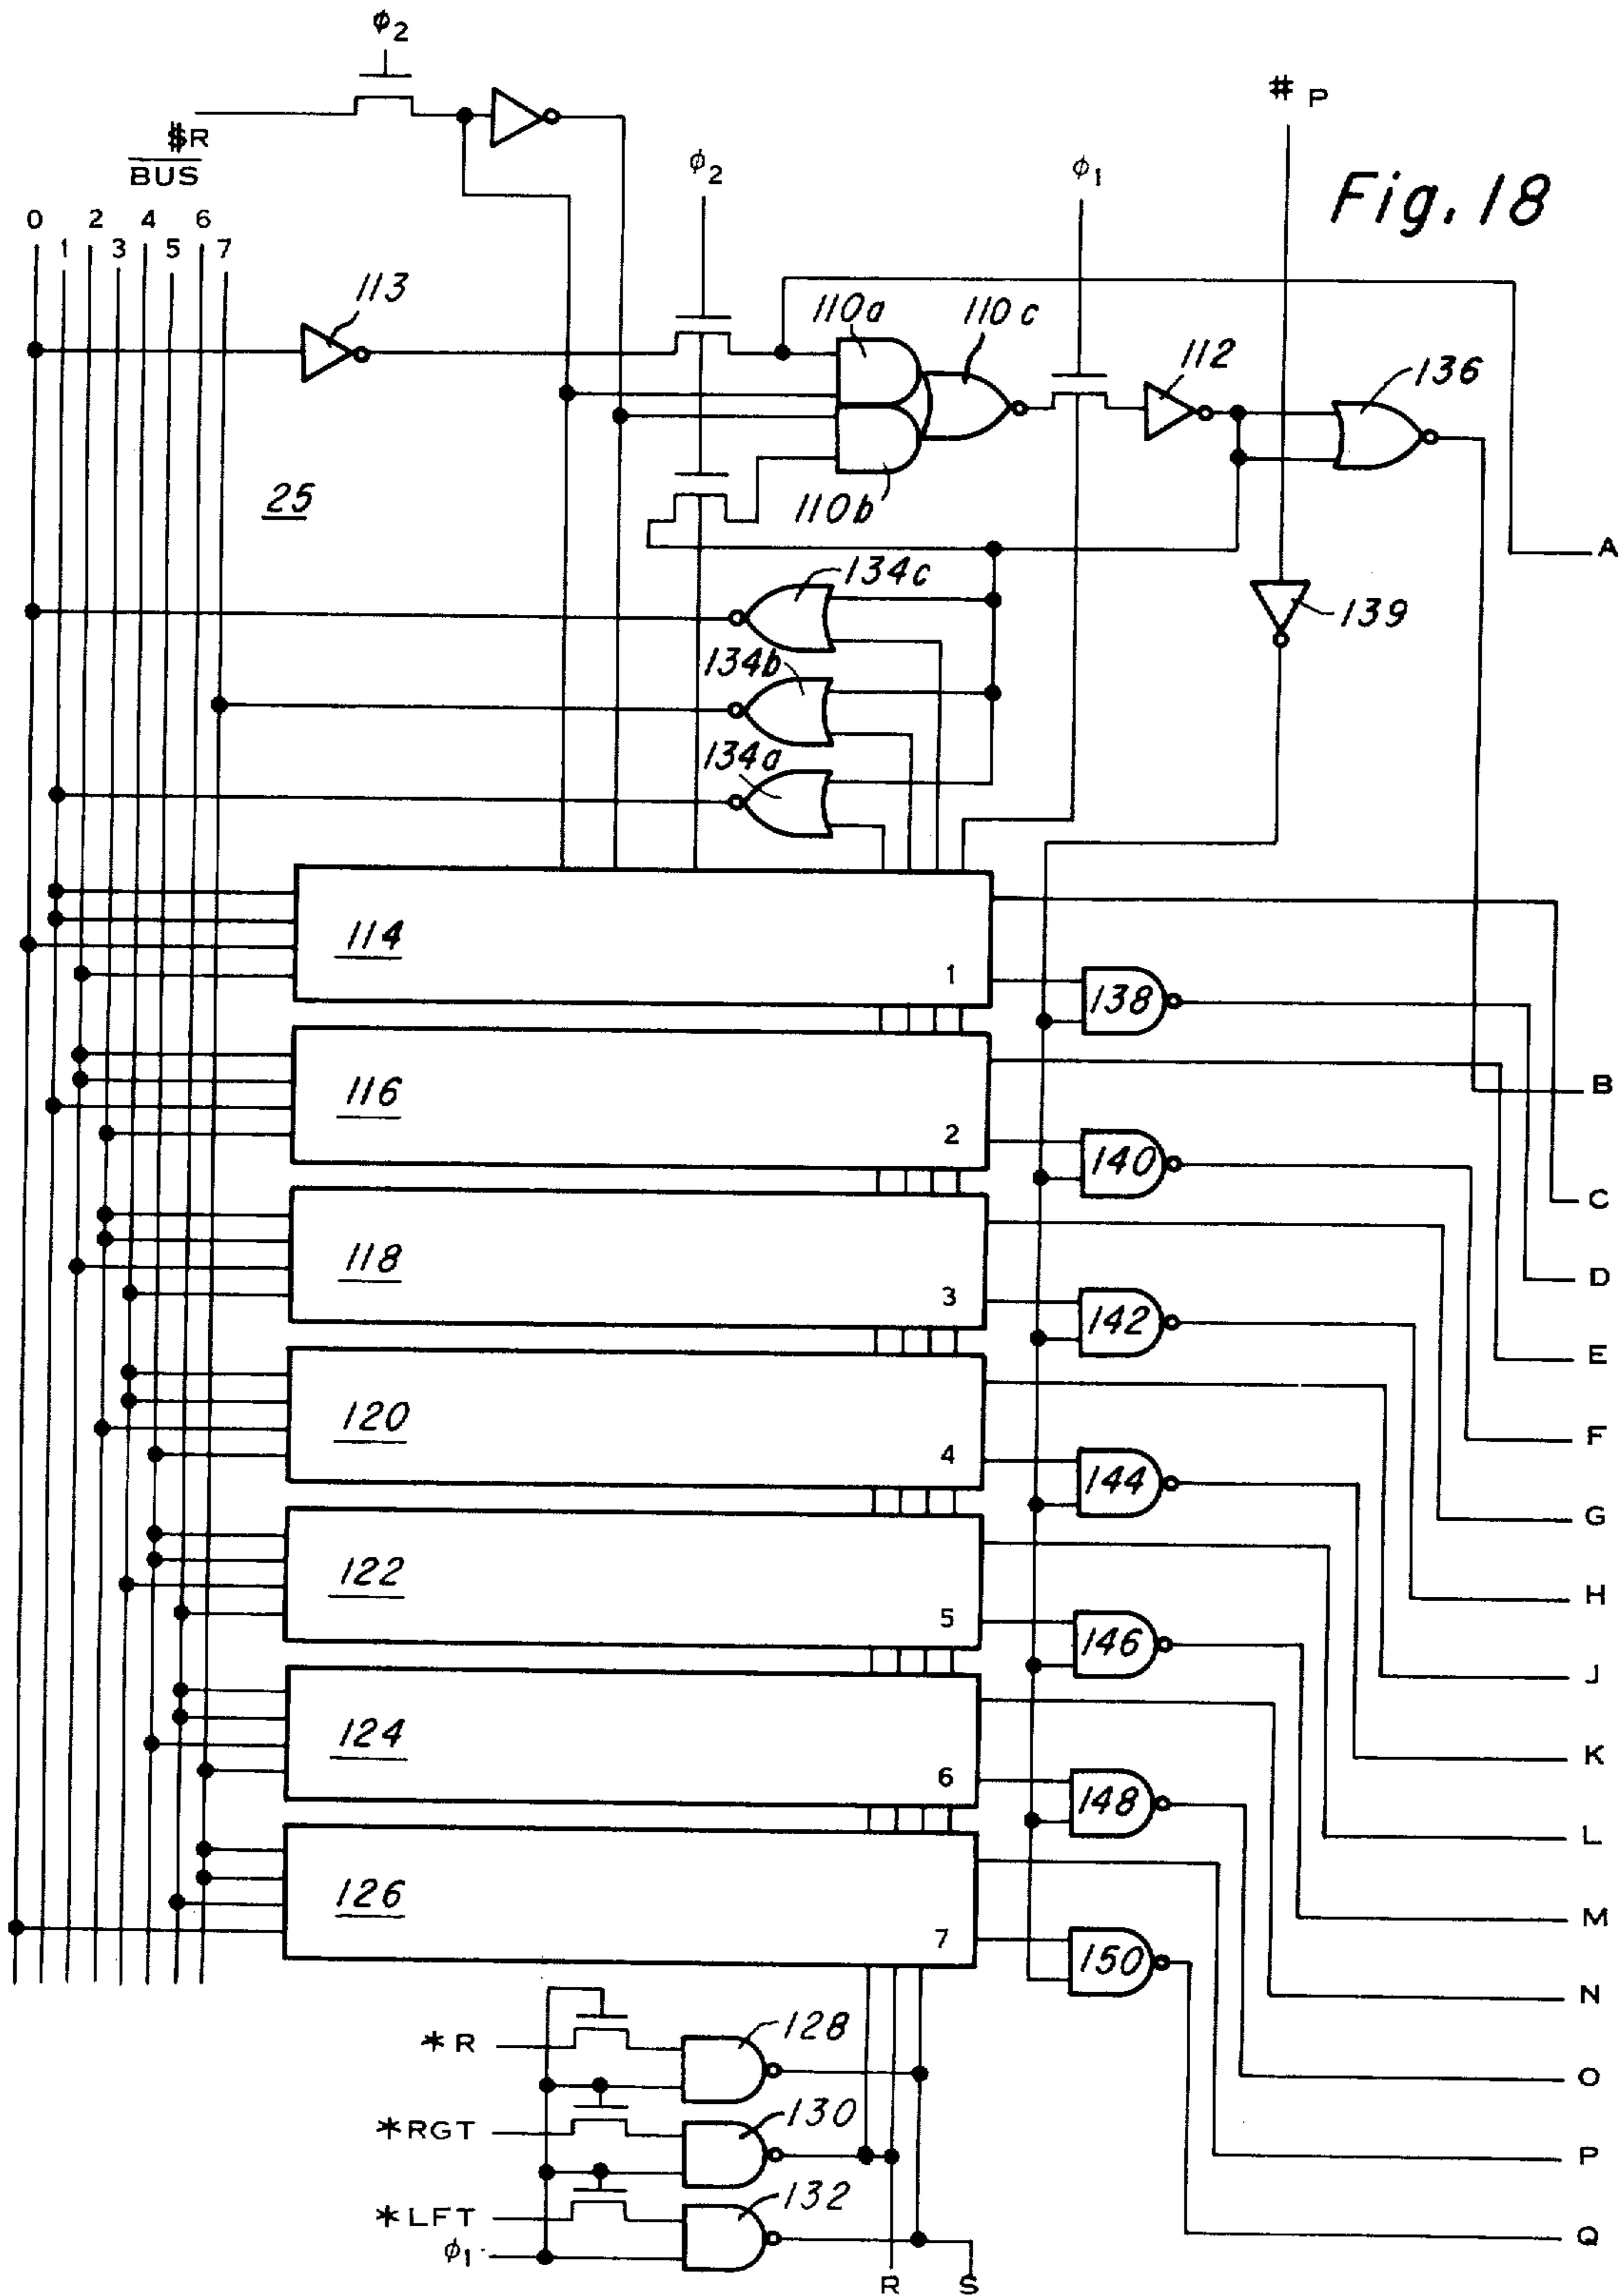 ϕ2
# P
$R
BUS
ϕ2
ϕ1
Fig. 18
0 2 4 6
1 3 5 7
113
110a
110c
112
136
25
110b
A
134c
139
134b
134a
114
1
138
116
2
B
140
C
118
3
D
142
E
120
4
F
144
G
122
5
H
146
J
124
6
K
148
L
126
7
M
150
N
*R
128
O
*RGT
130
P
*LFT
132
Q
ϕ1
R S